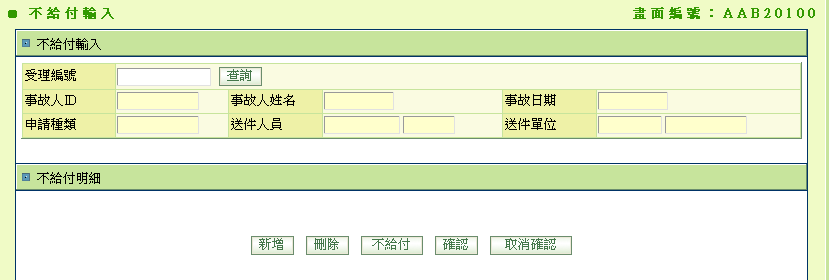 不給付輸入 畫面編號：AAB20100
不給付輸入
受理編號 查詢
事故人ID 事故人姓名 事故日期
申請種類 送件人員 送件單位
不給付明細
新增 刪除 不給付 確認 取消確認